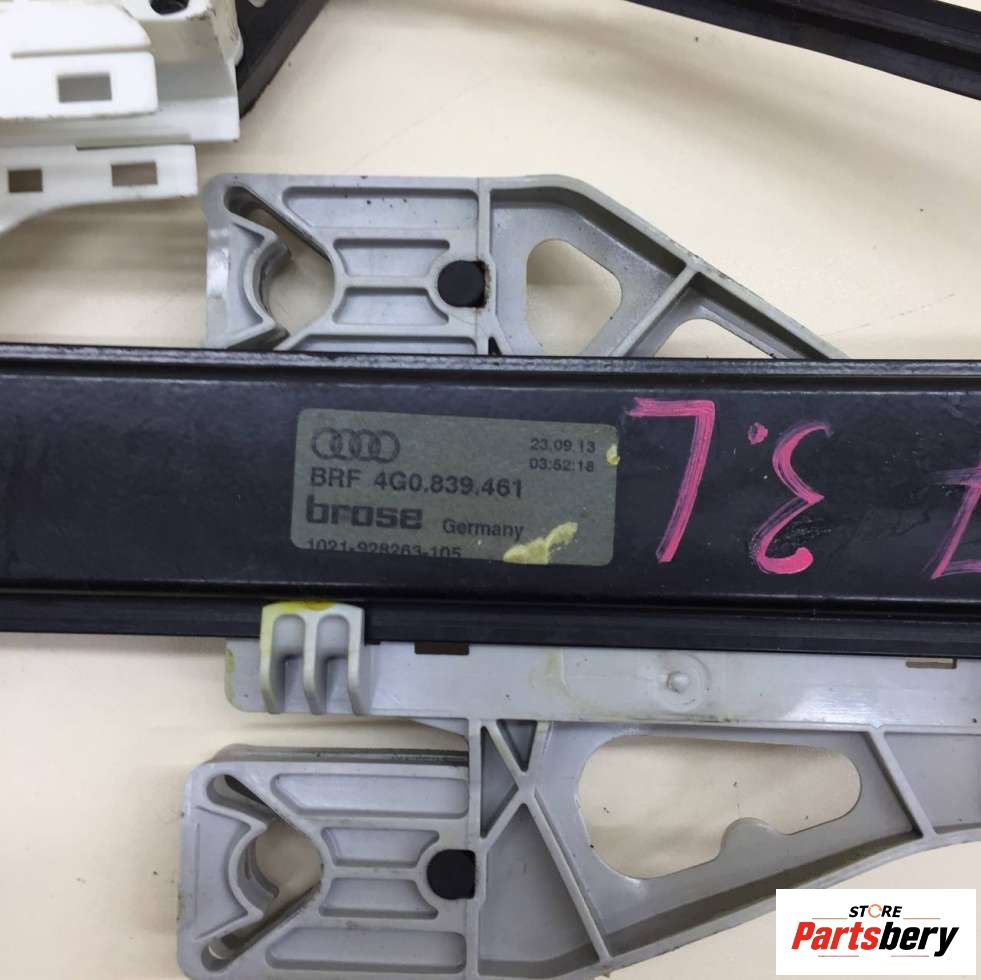 23.09.13
03:52:18
BRF 4G0.839.461
brose Germany
1021-928263-105
3.L
STORE
Partsbery